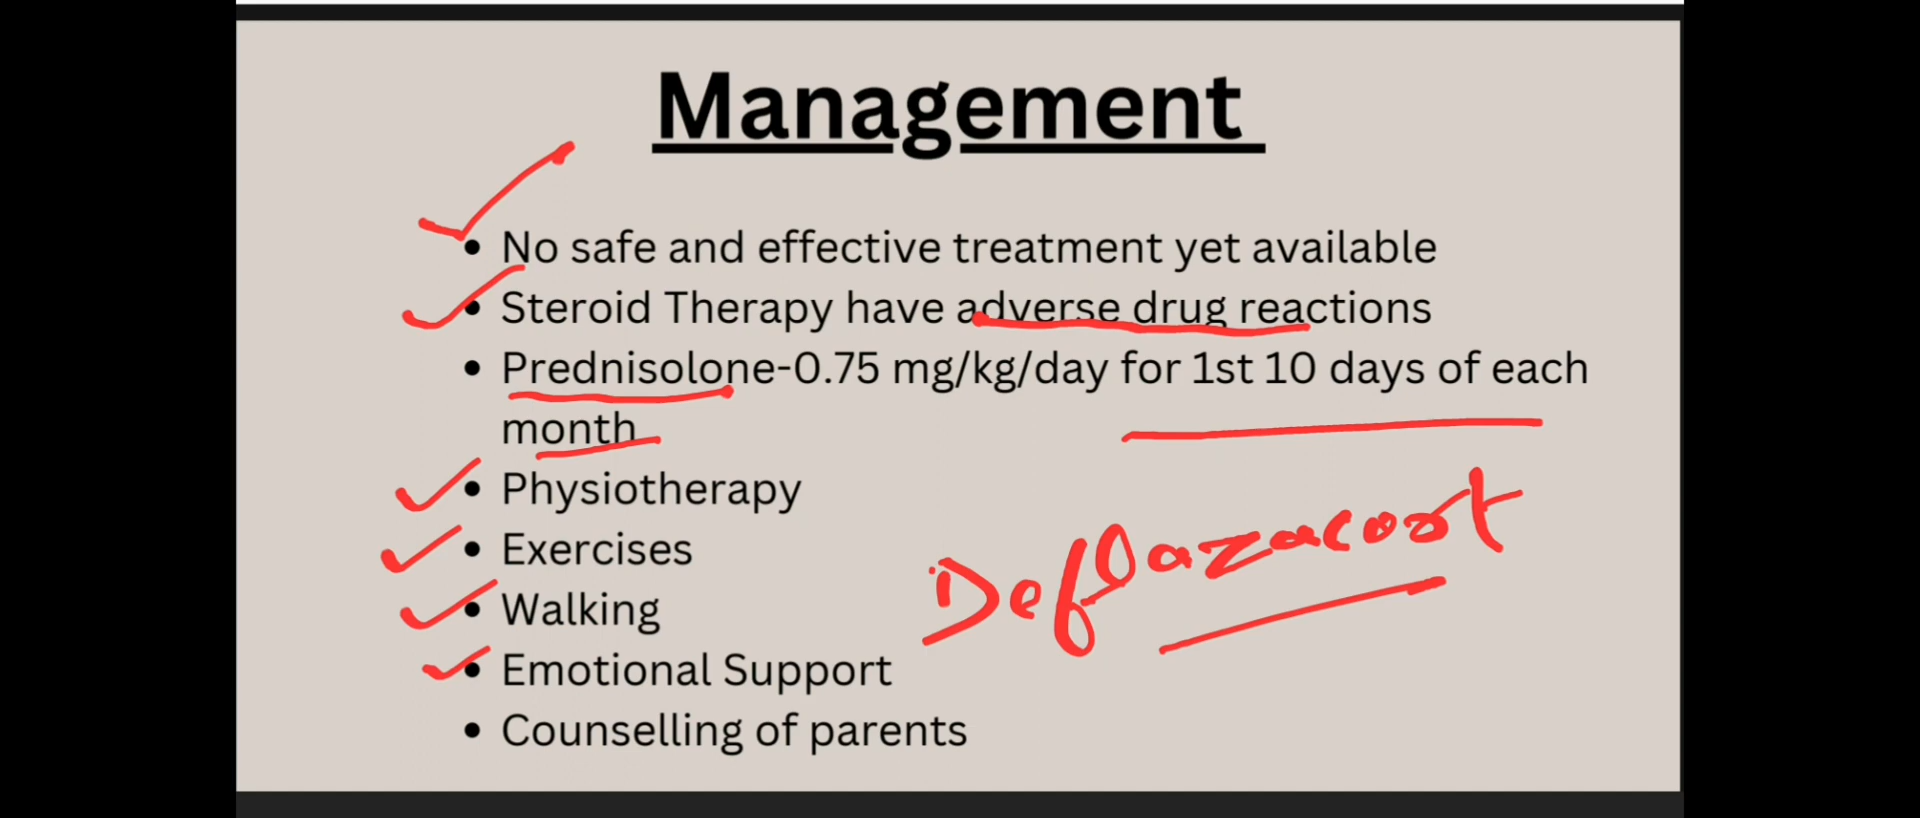 Management
• No safe and effective treatment yet available
• Steroid Therapy have adverse drug reactions
• Prednisolone-0.75 mg/kg/day for 1st 10 days of each
month
• Physiotherapy
• Exercises
Deflazacort
• Walking
• Emotional Support
• Counselling of parents